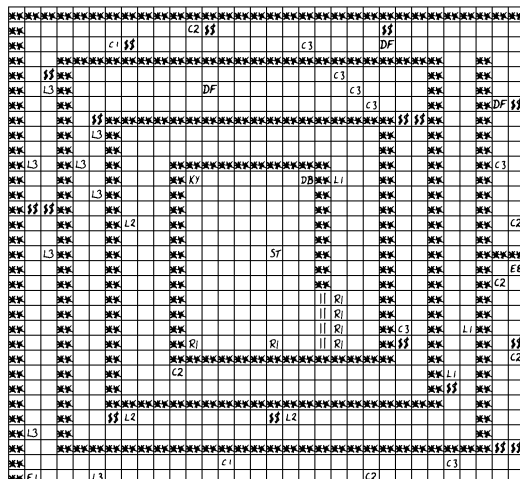 C2 $$ $$
C1 $$ C3 DF
$$ C3
L3 DF C3
C3 DF $$
$$ $$ $$
L3
L3 L3 C3
KY DB L1
L3
$$ $$
L2 C2
L3 ST
C2
R1
R1
R1 C3 L1
R1 R1 R1 $$ $$
C2
C2 L1
$$
$$ L2 $$ L2
L3
$$ $$
C1 C3
L3 C2